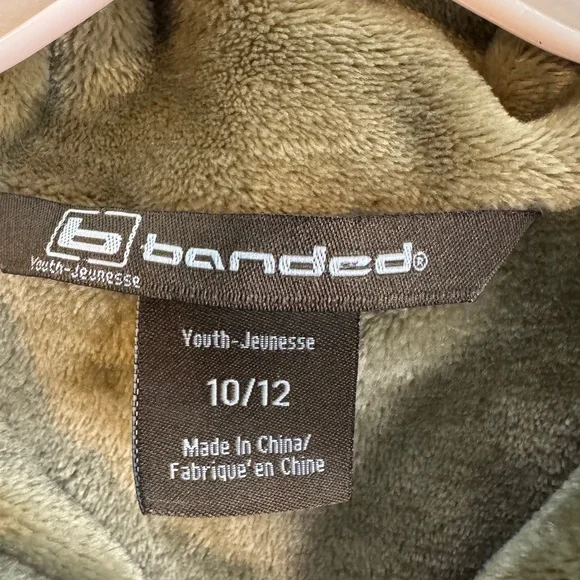 b banded®
Youth-Jeunesse
Youth-Jeunesse
10/12
Made In China/
Fabrique' en Chine